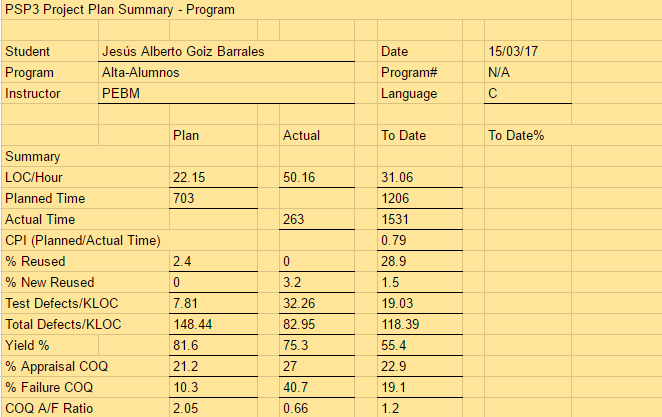 PSP3 Project Plan Summary - Program
Student Jesús Alberto Goiz Barrales Date 15/03/17
Program Alta-Alumnos Program# N/A
Instructor PEBM Language C
Plan Actual To Date To Date%
Summary
LOC/Hour 22.15 50.16 31.06
Planned Time 703 1206
Actual Time 263 1531
CPI (Planned/Actual Time) 0.79
% Reused 2.4 0 28.9
% New Reused 0 3.2 1.5
Test Defects/KLOC 7.81 32.26 19.03
Total Defects/KLOC 148.44 82.95 118.39
Yield % 81.6 75.3 55.4
% Appraisal COQ 21.2 27 22.9
% Failure COQ 10.3 40.7 19.1
COQ A/F Ratio 2.05 0.66 1.2